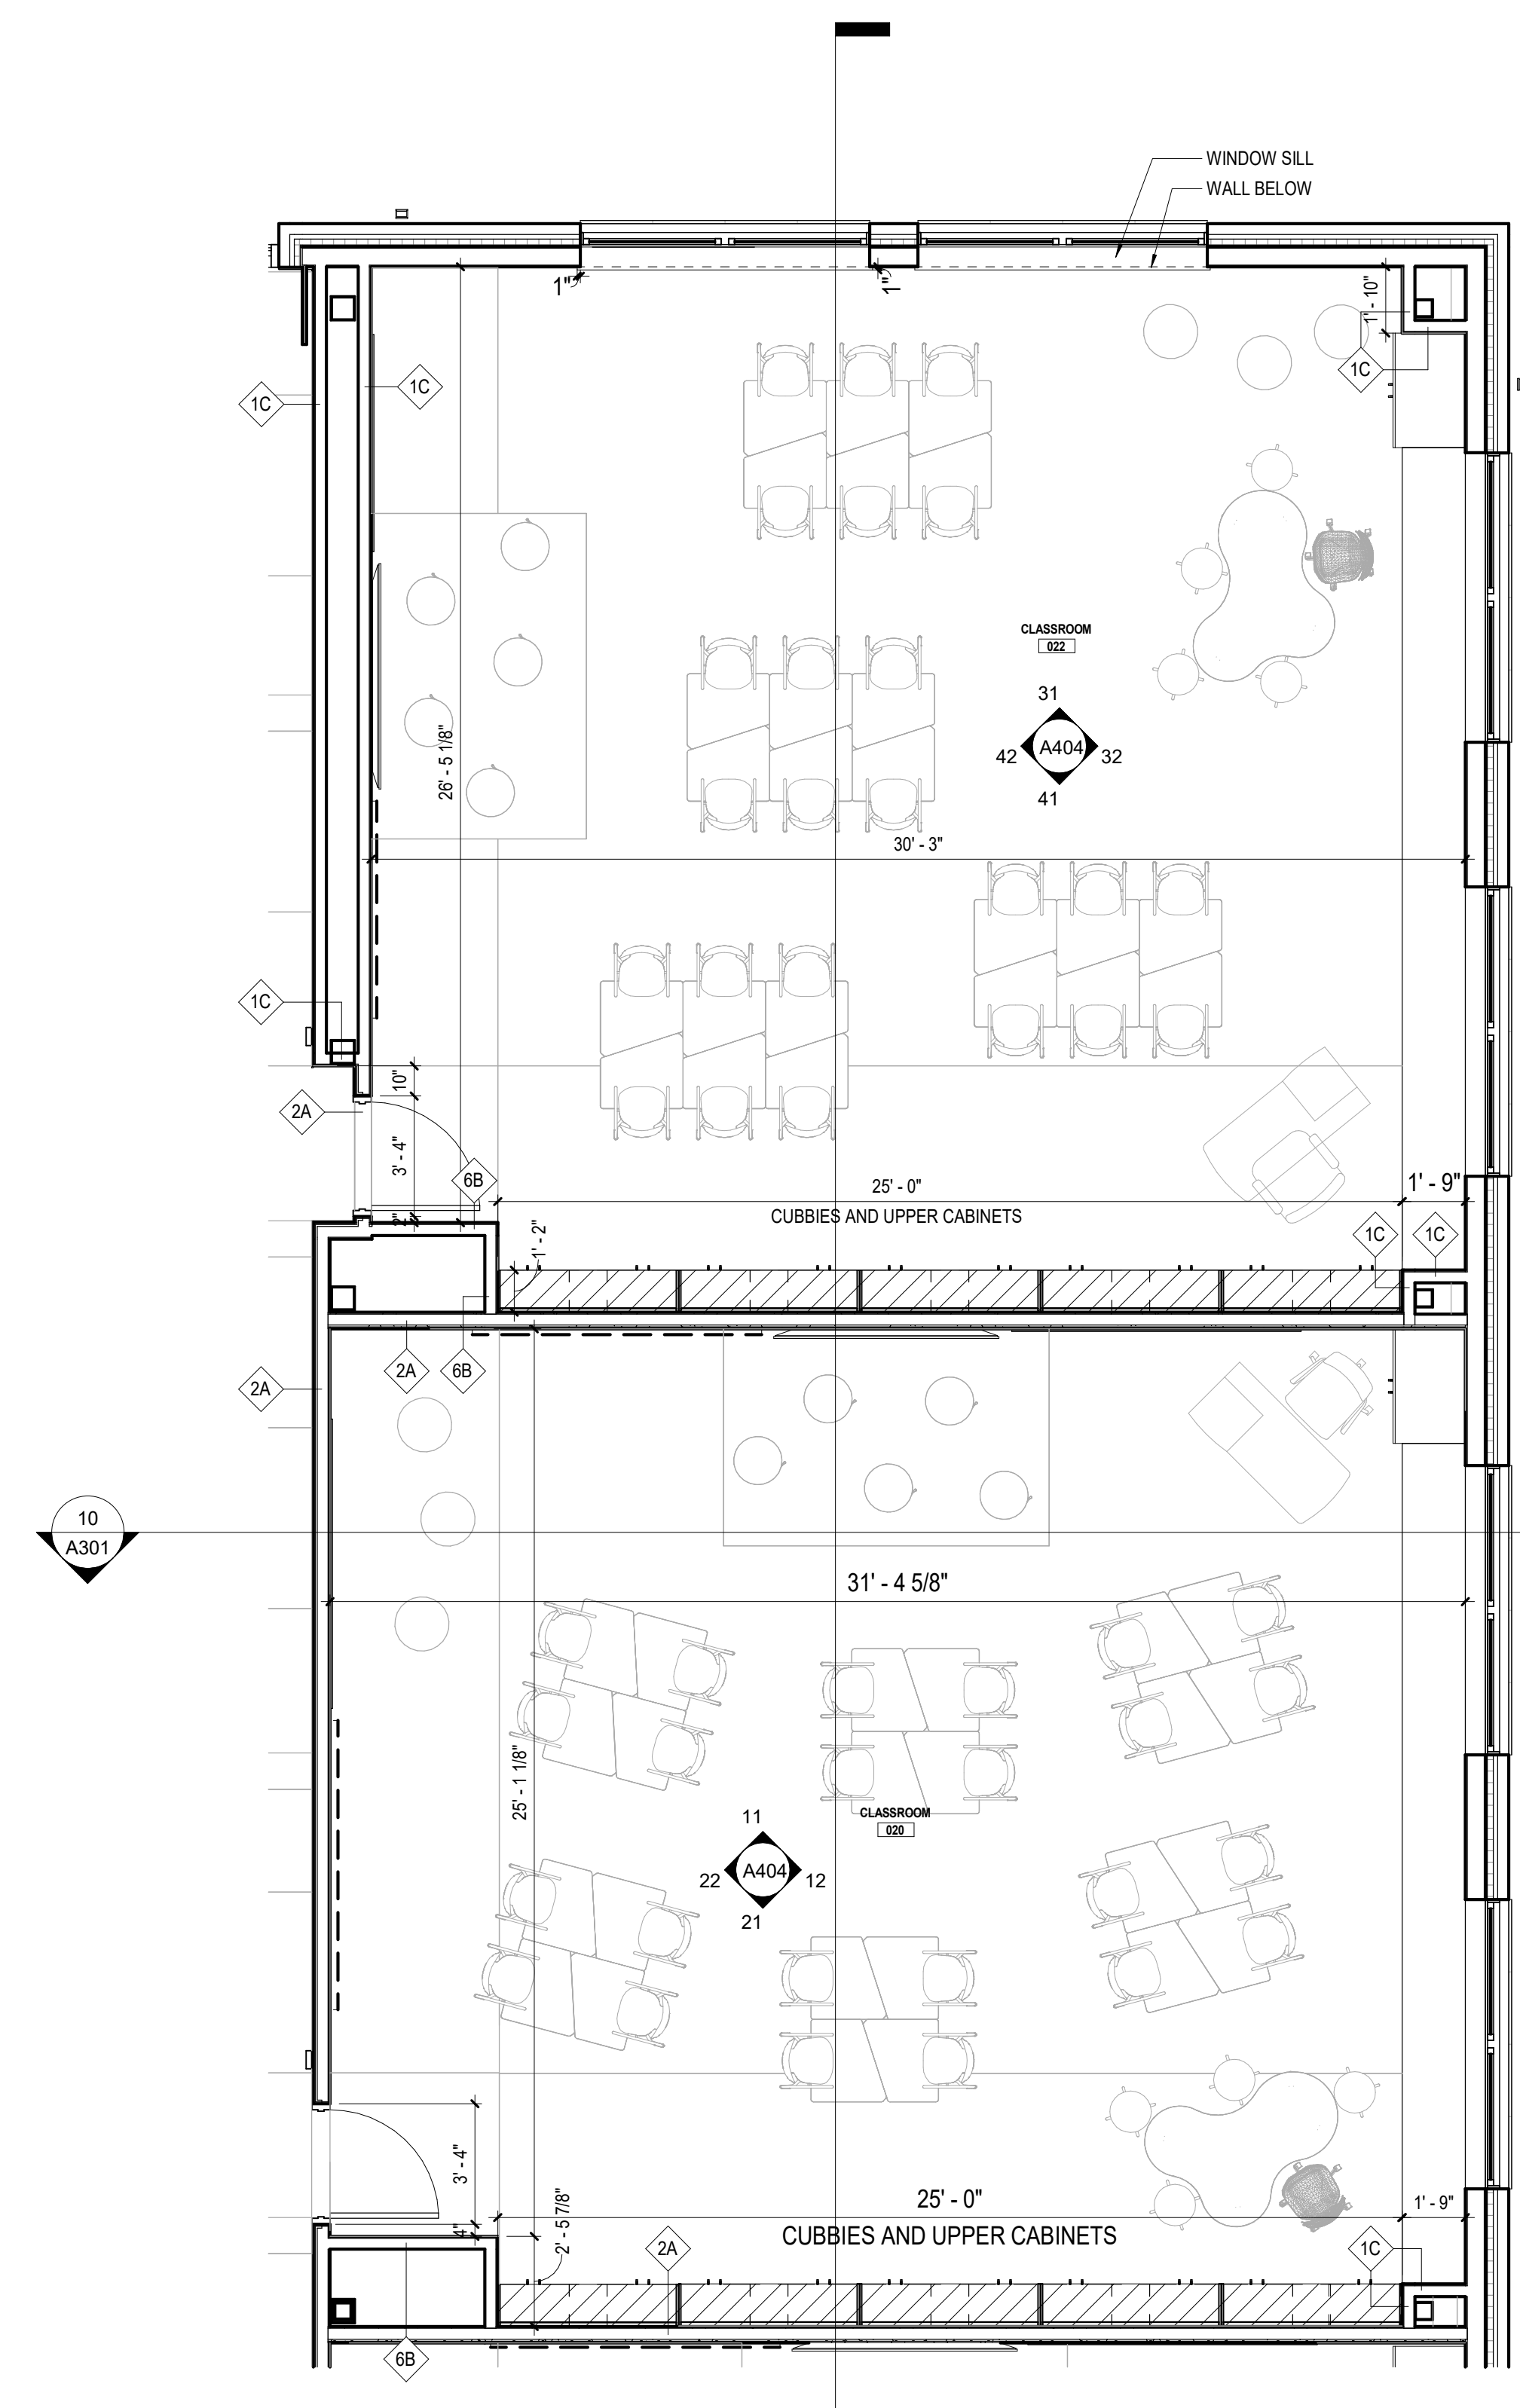 WINDOW SILL
WALL BELOW
1"
1"
1' - 10"
1C
1C
1C
CLASSROOM
022
31
42
A404
32
41
26' - 5 1/8"
30' - 3"
1C
10"
2A
3' - 4"
6B
2"
25' - 0"
1' - 9"
CUBBIES AND UPPER CABINETS
1' - 2"
1C
1C
2A
6B
2A
10
A301
31' - 4 5/8"
25' - 1 1/8"
CLASSROOM
020
11
22
A404
12
21
3' - 4"
4"
2' - 5 7/8"
25' - 0"
1' - 9"
CUBBIES AND UPPER CABINETS
2A
1C
6B